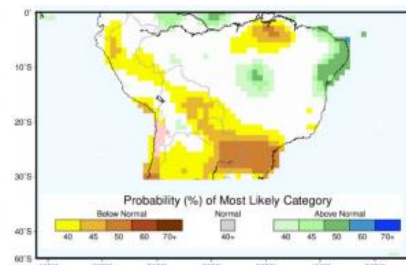 0°
10°S
20°S
30°S
Probability (%) of Most Likely Category
Below Normal Normal Above Normal
40 45 50 60 70+ 40+ 40 45 50 60 70+
40°S
50°S
60°S